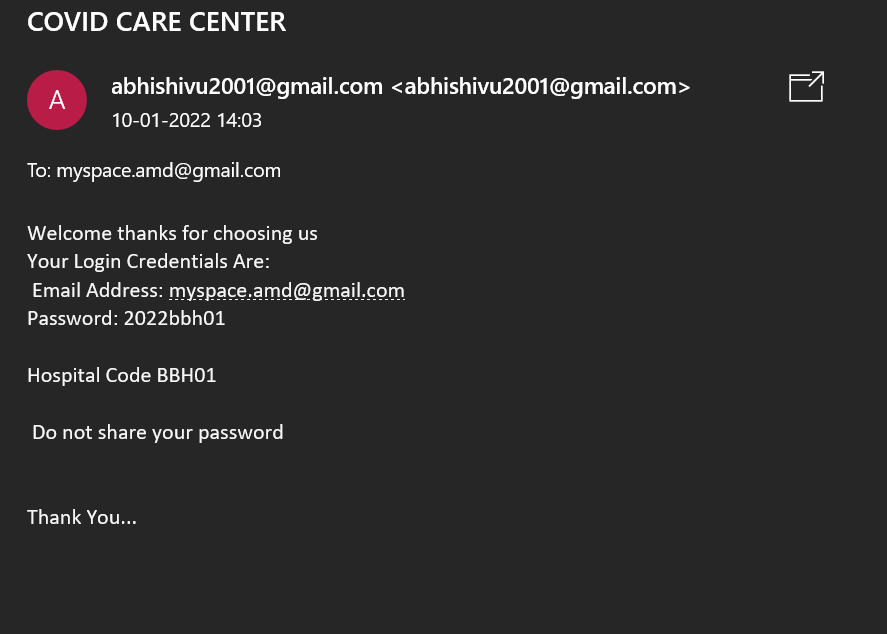 COVID CARE CENTER
A
abhishivu2001@gmail.com <abhishivu2001@gmail.com>
10-01-2022 14:03
To: myspace.amd@gmail.com
Welcome thanks for choosing us
Your Login Credentials Are:
Email Address: myspace.amd@gmail.com
Password: 2022bbh01
Hospital Code BBH01
Do not share your password
Thank You...